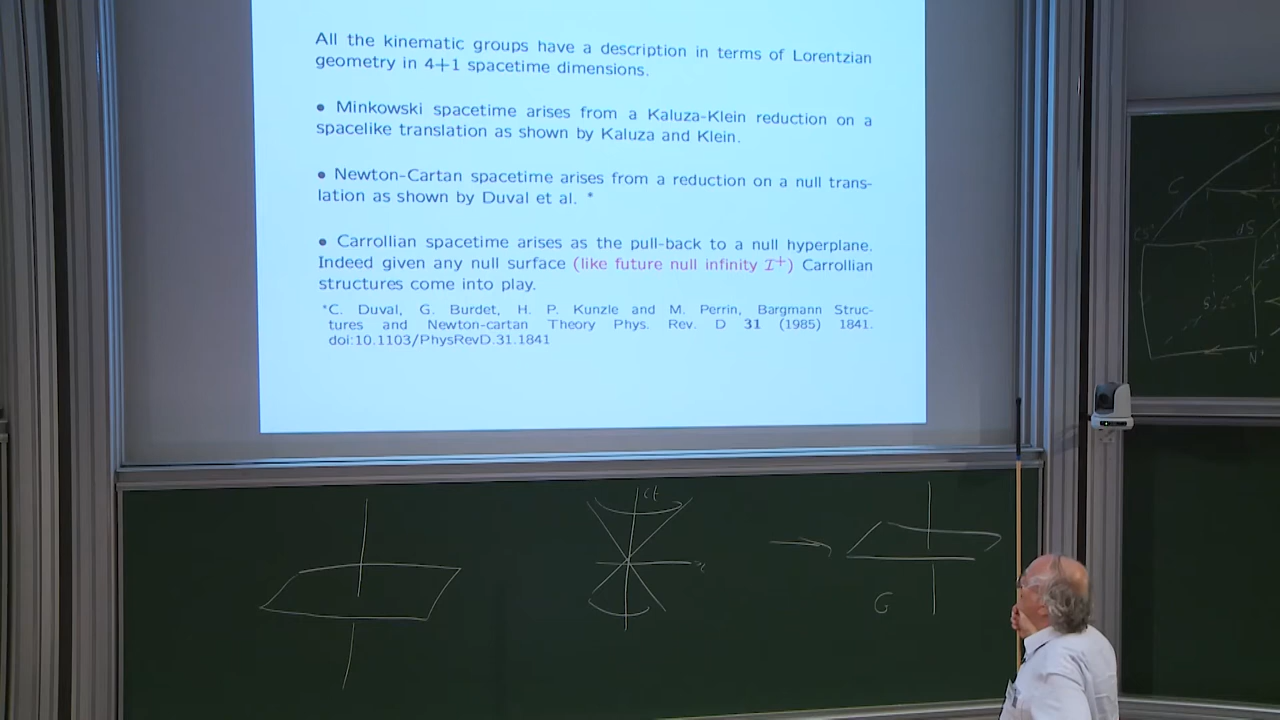 All the kinematic groups have a description in terms of Lorentzian
geometry in 4+1 spacetime dimensions.
• Minkowski spacetime arises from a Kaluza-Klein reduction on a
spacelike translation as shown by Kaluza and Klein.
• Newton-Cartan spacetime arises from a reduction on a null trans-
lation as shown by Duval et al. *
• Carrollian spacetime arises as the pull-back to a null hyperplane.
Indeed given any null surface (like future null infinity ℐ+) Carrollian
structures come into play.
*C. Duval, G. Burdet, H. P. Kunzle and M. Perrin, Bargmann Struc-
tures and Newton-cartan Theory Phys. Rev. D 31 (1985) 1841.
doi:10.1103/PhysRevD.31.1841
ct
G
C
dS
N+